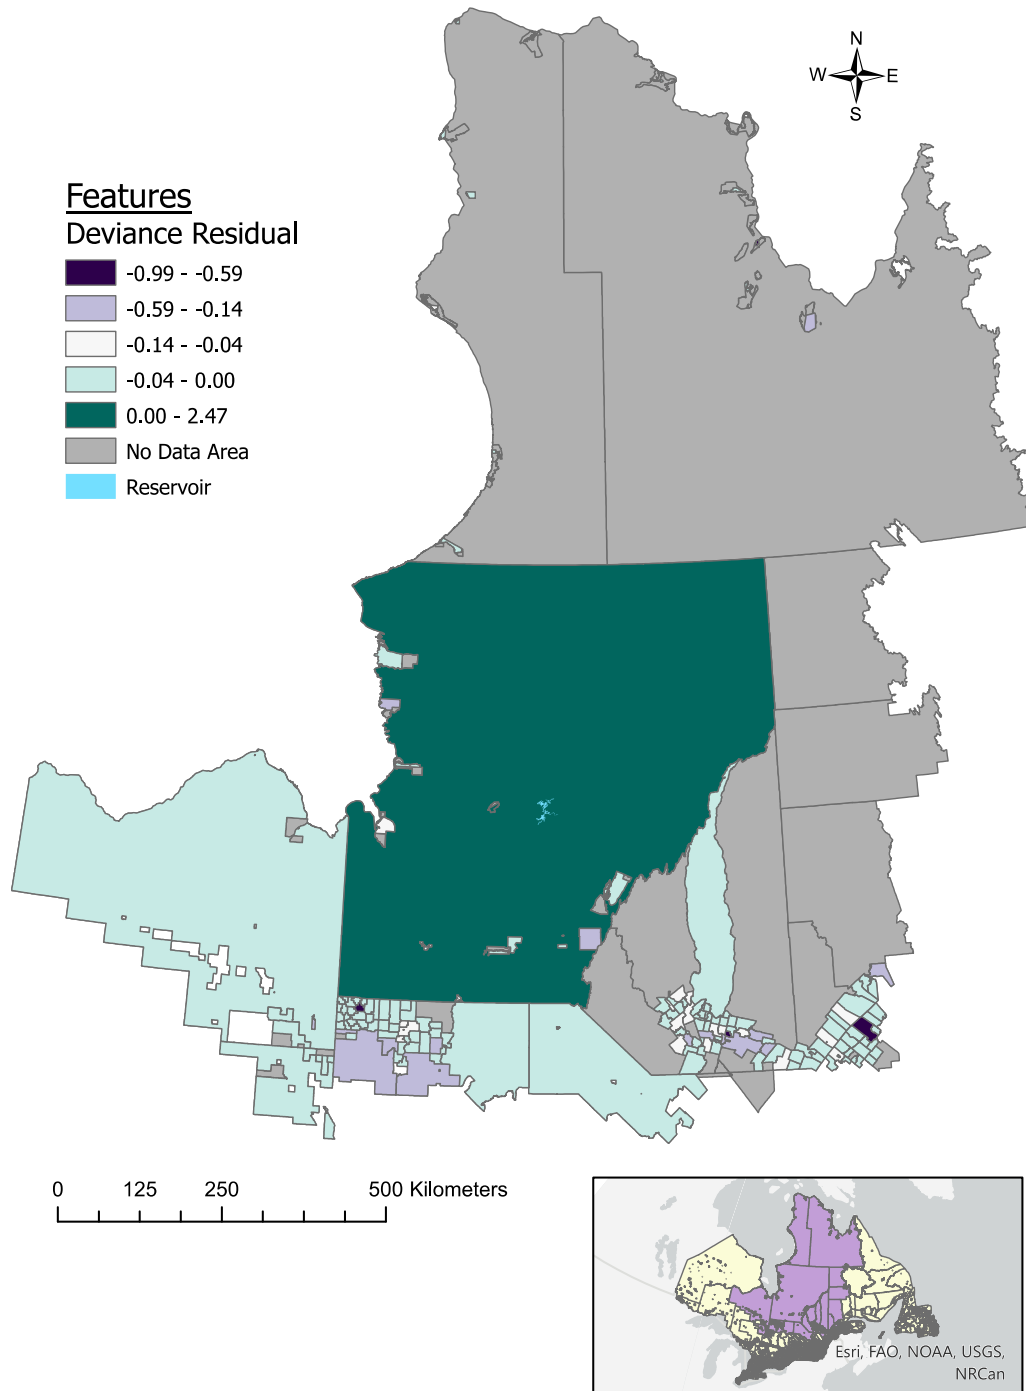 N
W E
S
Features
Deviance Residual
-0.99 - -0.59
-0.59 - -0.14
-0.14 - -0.04
-0.04 - 0.00
0.00 - 2.47
No Data Area
Reservoir
0 125 250 500 Kilometers
Esri, FAO, NOAA, USGS,
NRCan